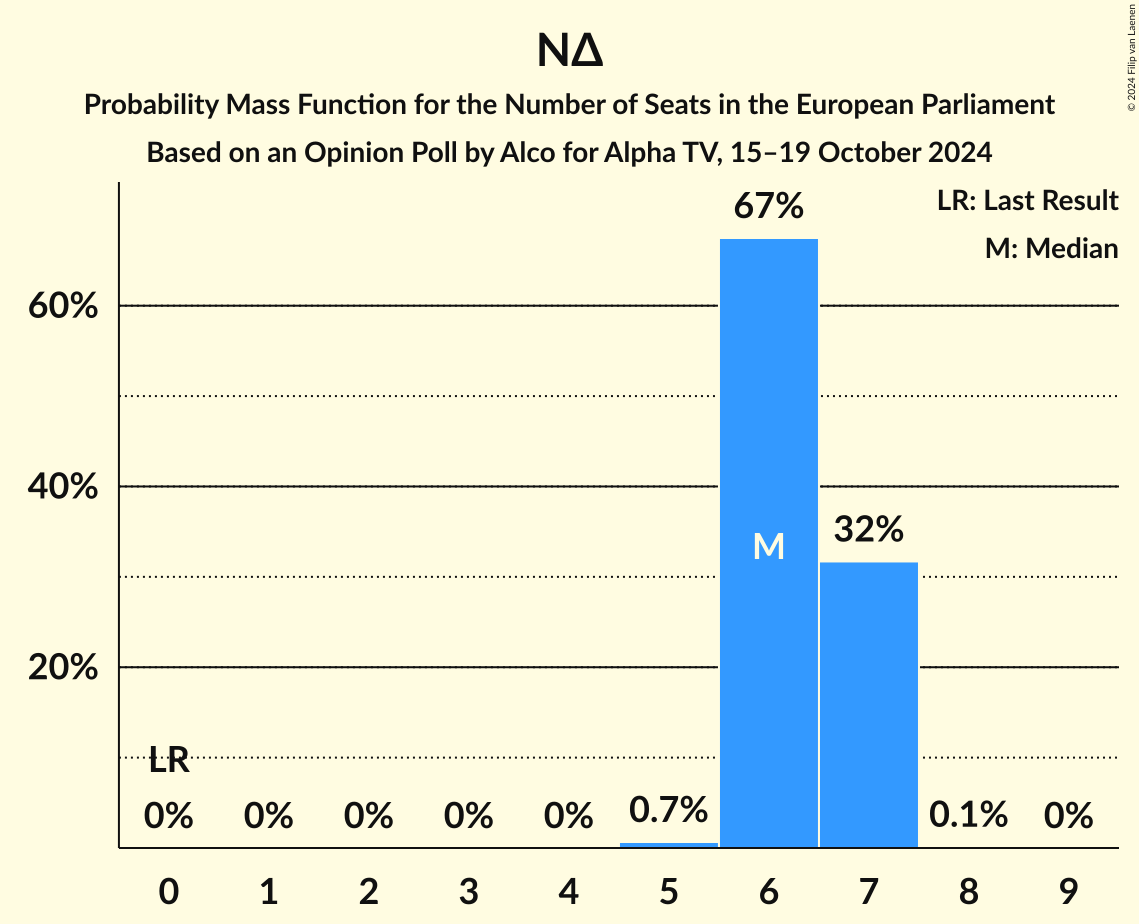 © 2024 Filip van Laenen
ΝΔ
Probability Mass Function for the Number of Seats in the European Parliament
Based on an Opinion Poll by Alco for Alpha TV, 15–19 October 2024
LR: Last Result
M: Median
67%
60%
40%
M
32%
20%
LR
0% 0% 0% 0% 0% 0.7% 0.1% 0%
0 1 2 3 4 5 6 7 8 9